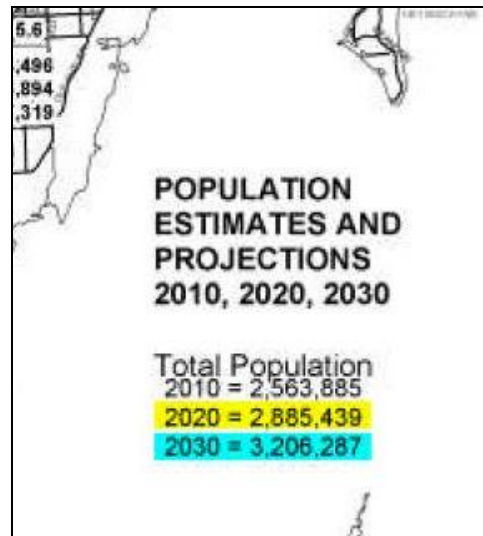 5.6
,496
,894
,319
POPULATION
ESTIMATES AND
PROJECTIONS
2010, 2020, 2030
Total Population
2010 = 2,563,885
2020 = 2,885,439
2030 = 3,206,287